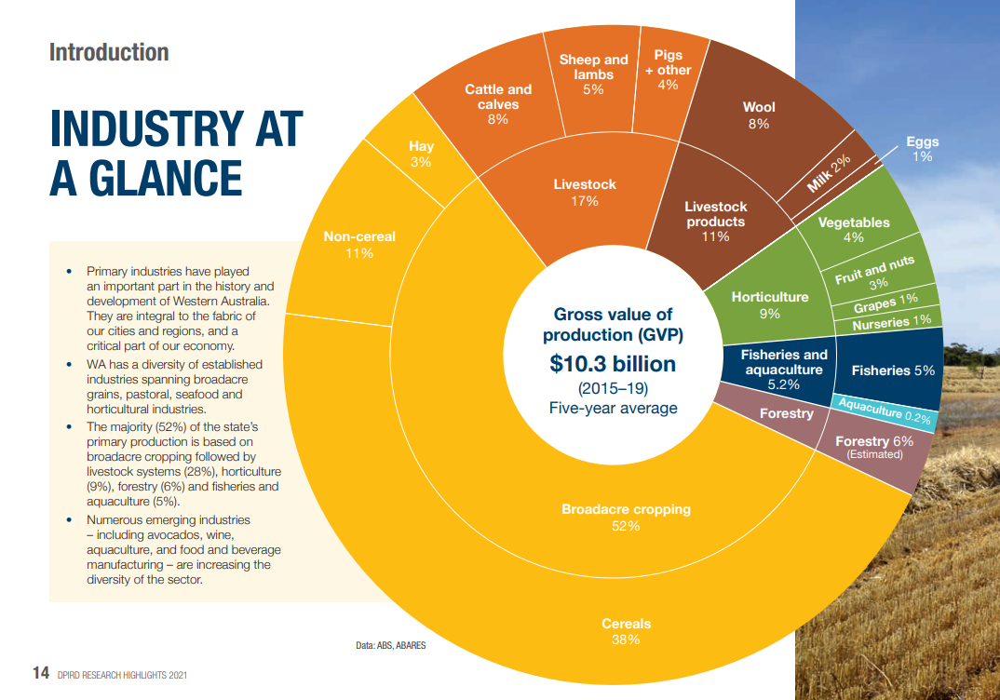 Introduction
INDUSTRY AT
A GLANCE
• Primary industries have played
an important part in the history and
development of Western Australia.
They are integral to the fabric of
our cities and regions, and a
critical part of our economy.
• WA has a diversity of established
industries spanning broadacre
grains, pastoral, seafood and
horticultural industries.
• The majority (52%) of the state's
primary production is based on
broadacre cropping followed by
livestock systems (28%), horticulture
(9%), forestry (6%) and fisheries and
aquaculture (5%).
• Numerous emerging industries
– including avocados, wine,
aquaculture, and food and beverage
manufacturing – are increasing the
diversity of the sector.
Hay
3%
Non-cereal
11%
Cattle and
calves
8%
Sheep and
lambs
5%
Pigs
+ other
4%
Wool
8%
Milk 2%
Eggs
1%
Livestock
17%
Livestock
products
11%
Vegetables
4%
Fruit and nuts
3%
Grapes 1%
Nurseries 1%
Horticulture
9%
Gross value of
production (GVP)
$10.3 billion
(2015–19)
Five-year average
Fisheries and
aquaculture
5.2%
Fisheries 5%
Aquaculture 0.2%
Forestry
Forestry 6%
(Estimated)
Broadacre cropping
52%
Cereals
38%
Data: ABS, ABARES
14 DPIRD RESEARCH HIGHLIGHTS 2021